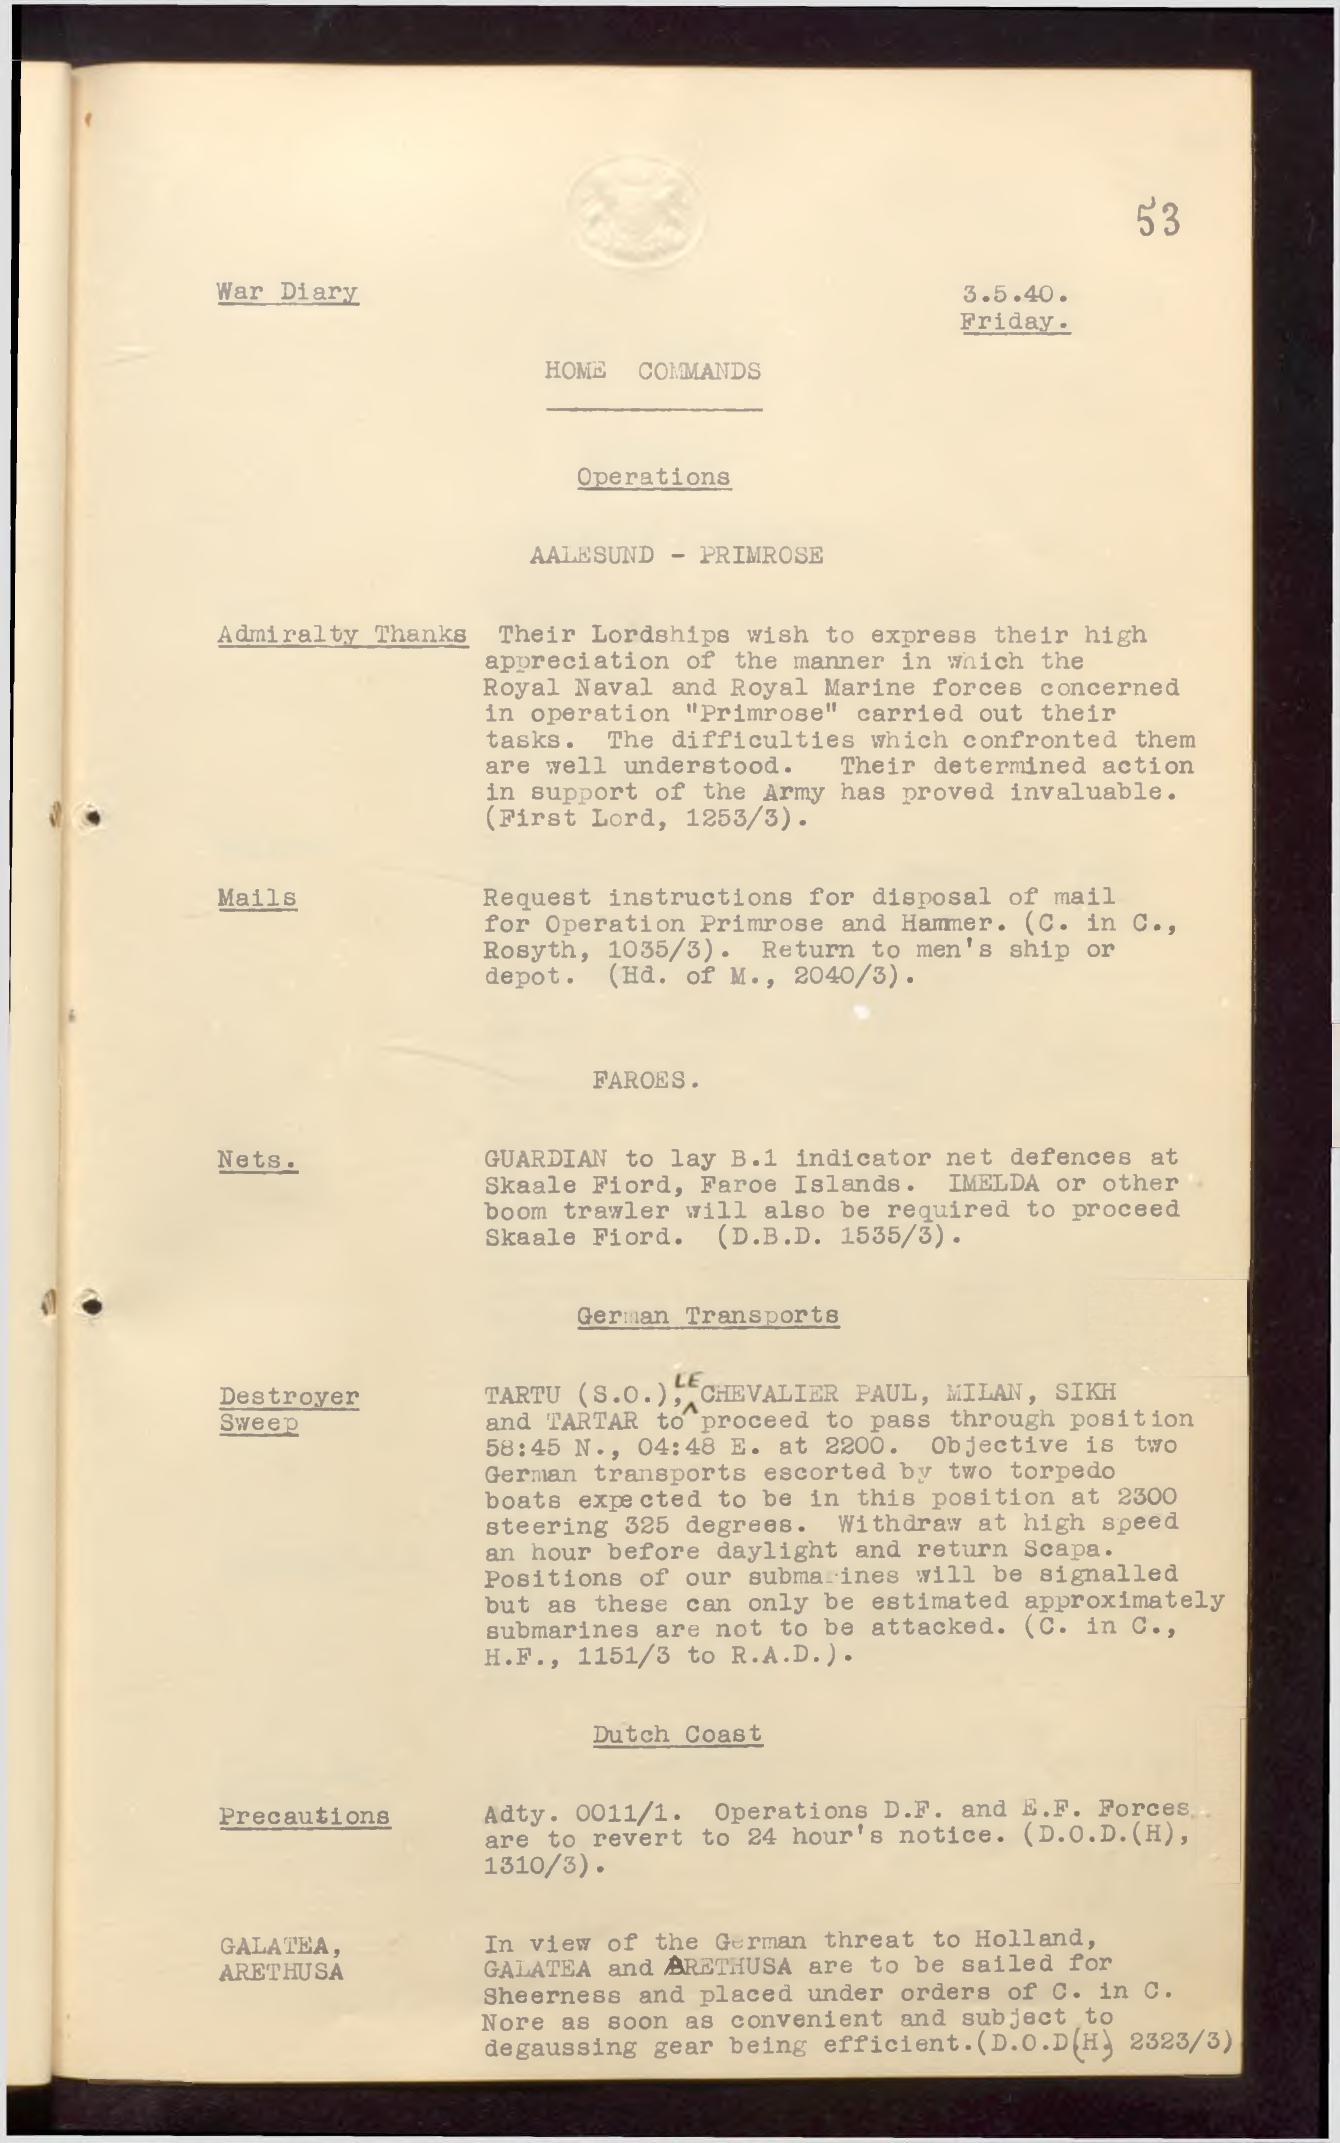 53
War Diary
3.5.40.
Friday.
HOME COMMANDS
Operations
AALESUND - PRIMROSE
Admiralty Thanks Their Lordships wish to express their high
appreciation of the manner in which the
Royal Naval and Royal Marine forces concerned
in operation "Primrose" carried out their
tasks. The difficulties which confronted them
are well understood. Their determined action
in support of the Army has proved invaluable.
(First Lord, 1253/3).
Mails Request instructions for disposal of mail
for Operation Primrose and Hammer. (C. in C.,
Rosyth, 1035/3). Return to men's ship or
depot. (Hd. of M., 2040/3).
FAROES.
Nets. GUARDIAN to lay B.1 indicator net defences at
Skaale Fiord, Faroe Islands. IMELDA or other
boom trawler will also be required to proceed
Skaale Fiord. (D.B.D. 1535/3).
German Transports
Destroyer TARTU (S.O.), LE CHEVALIER PAUL, MILAN, SIKH
Sweep and TARTAR to proceed to pass through position
58:45 N., 04:48 E. at 2200. Objective is two
German transports escorted by two torpedo
boats expected to be in this position at 2300
steering 325 degrees. Withdraw at high speed
an hour before daylight and return Scapa.
Positions of our submarines will be signalled
but as these can only be estimated approximately
submarines are not to be attacked. (C. in C.,
H.F., 1151/3 to R.A.D.).
Dutch Coast
Precautions Adty. 0011/1. Operations D.F. and E.F. Forces
are to revert to 24 hour's notice. (D.O.D.(H),
1310/3).
GALATEA, In view of the German threat to Holland,
ARETHUSA GALATEA and ARETHUSA are to be sailed for
Sheerness and placed under orders of C. in C.
Nore as soon as convenient and subject to
degaussing gear being efficient.(D.O.D(H) 2323/3)